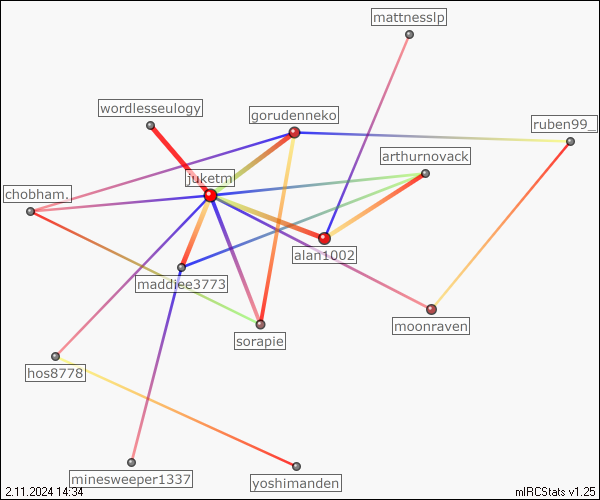 mattnesslp
wordlesseulogy
gorudenneko
ruben99_
arthurnovack
juketm
chobham.
alan1002
maddiee3773
moonraven
sorapie
hos8778
minesweeper1337
yoshimanden
2.11.2024 14:34
mIRCStats v1.25